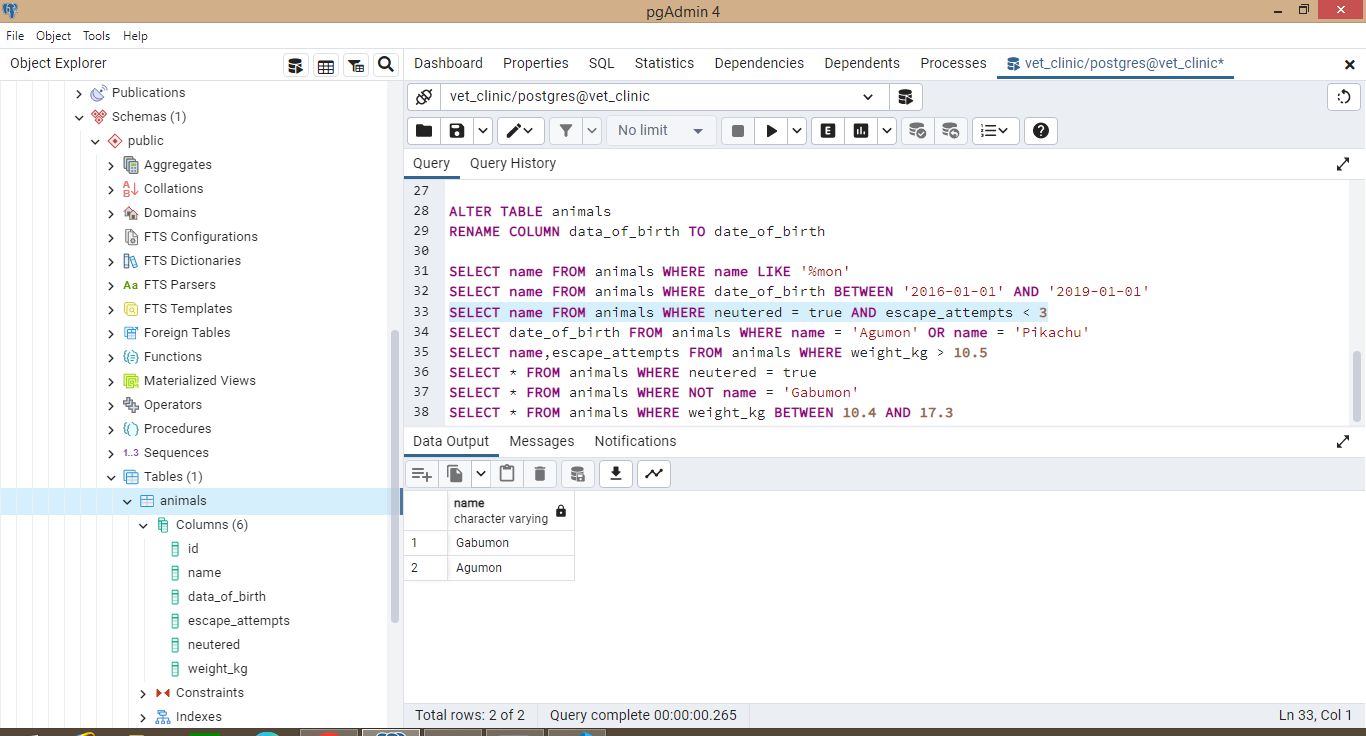 pgAdmin 4
File Object Tools Help
Object Explorer
Dashboard Properties SQL Statistics Dependencies Dependents Processes vet_clinic/postgres@vet_clinic*
Publications
Schemas (1)
public
Aggregates
Collations
Domains
FTS Configurations
FTS Dictionaries
Aa FTS Parsers
FTS Templates
Foreign Tables
Functions
Materialized Views
Operators
Procedures
1..3 Sequences
Tables (1)
animals
Columns (6)
id
name
data_of_birth
escape_attempts
neutered
weight_kg
Constraints
Indexes
vet_clinic/postgres@vet_clinic
No limit
E
Query Query History
27
28 ALTER TABLE animals
29 RENAME COLUMN data_of_birth TO date_of_birth
30
31 SELECT name FROM animals WHERE name LIKE '%mon'
32 SELECT name FROM animals WHERE date_of_birth BETWEEN '2016-01-01' AND '2019-01-01'
33 SELECT name FROM animals WHERE neutered = true AND escape_attempts < 3
34 SELECT date_of_birth FROM animals WHERE name = 'Agumon' OR name = 'Pikachu'
35 SELECT name,escape_attempts FROM animals WHERE weight_kg > 10.5
36 SELECT * FROM animals WHERE neutered = true
37 SELECT * FROM animals WHERE NOT name = 'Gabumon'
38 SELECT * FROM animals WHERE weight_kg BETWEEN 10.4 AND 17.3
Data Output Messages Notifications
name
character varying
1 Gabumon
2 Agumon
Total rows: 2 of 2 Query complete 00:00:00.265 Ln 33, Col 1